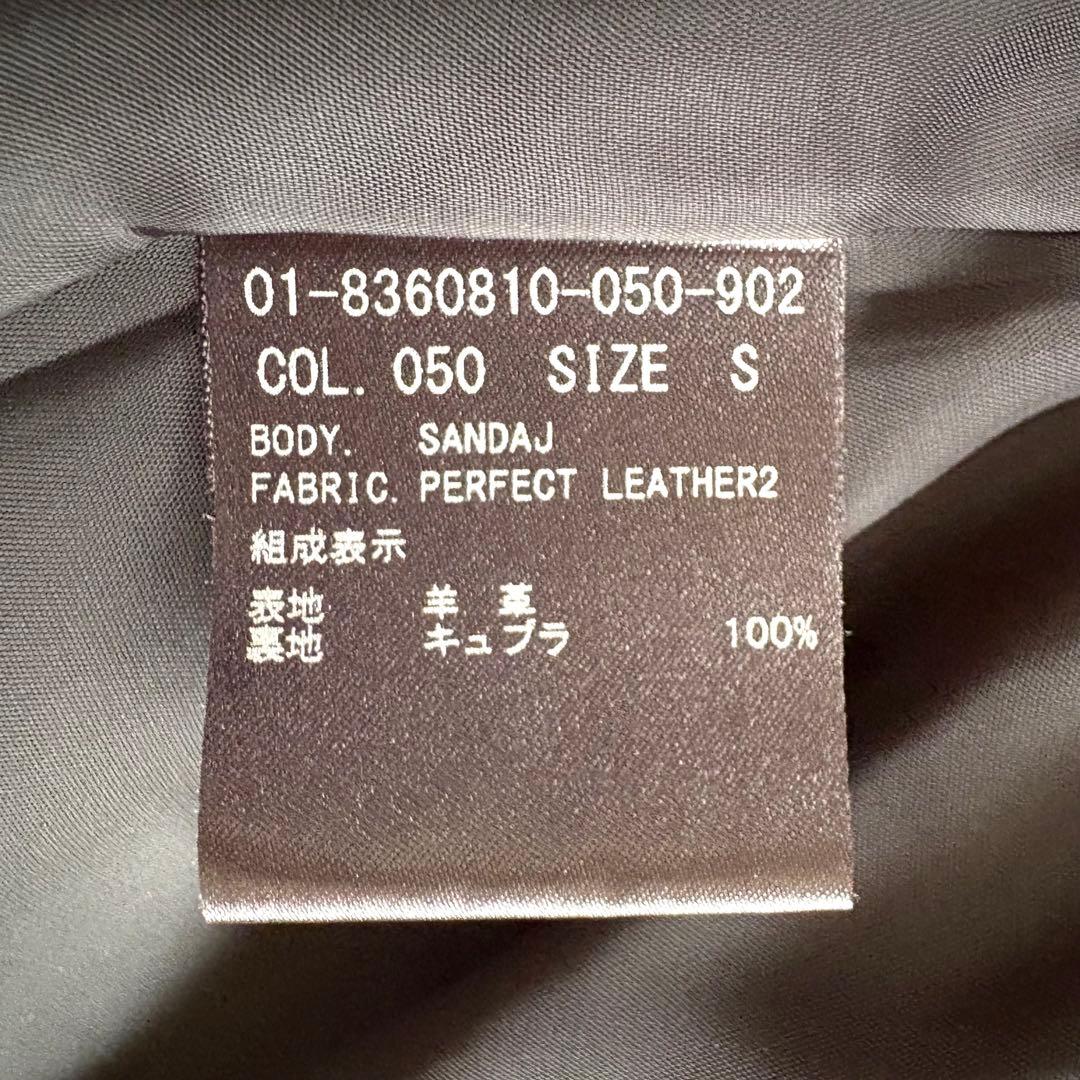 01-8360810-050-902
COL. 050 SIZE S
BODY. SANDAJ
FABRIC. PERFECT LEATHER2
組成表示
表地 羊 革
裏地 キュプラ 100%